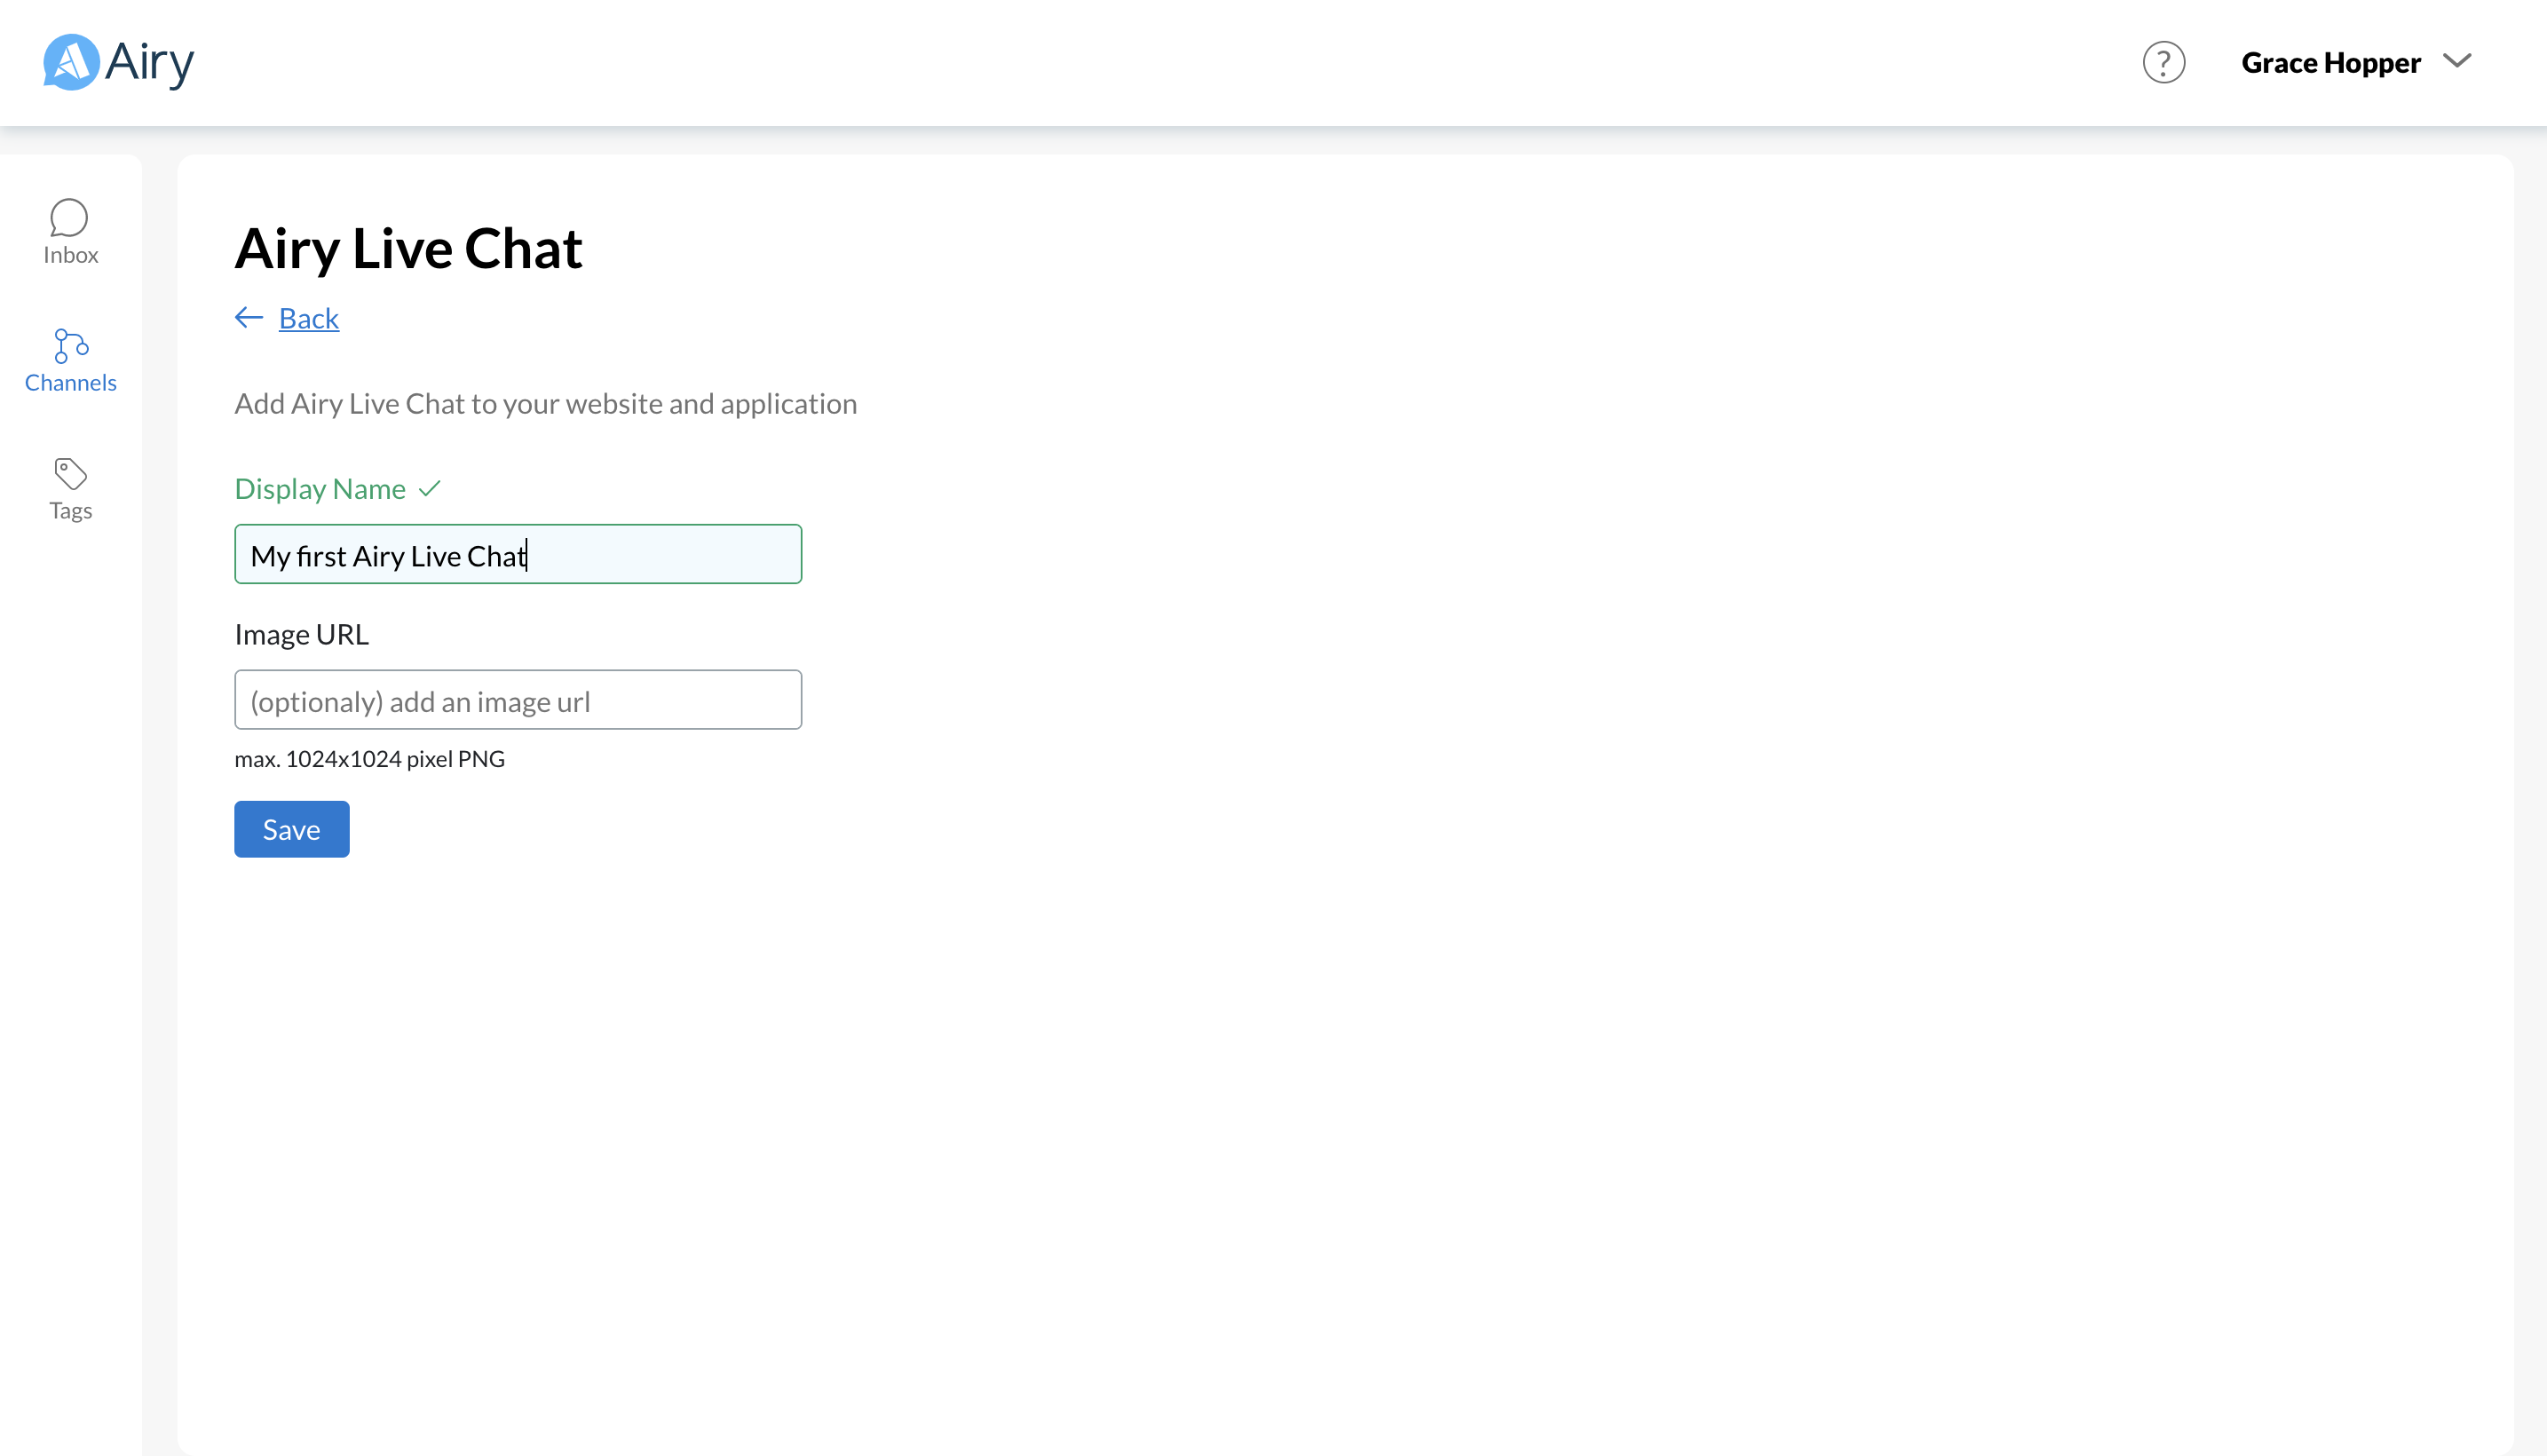 Airy
?
Grace Hopper
Inbox
Channels
Tags
Airy Live Chat
Back
Add Airy Live Chat to your website and application
Display Name
My first Airy Live Chat
Image URL
(optionaly) add an image url
max. 1024x1024 pixel PNG
Save